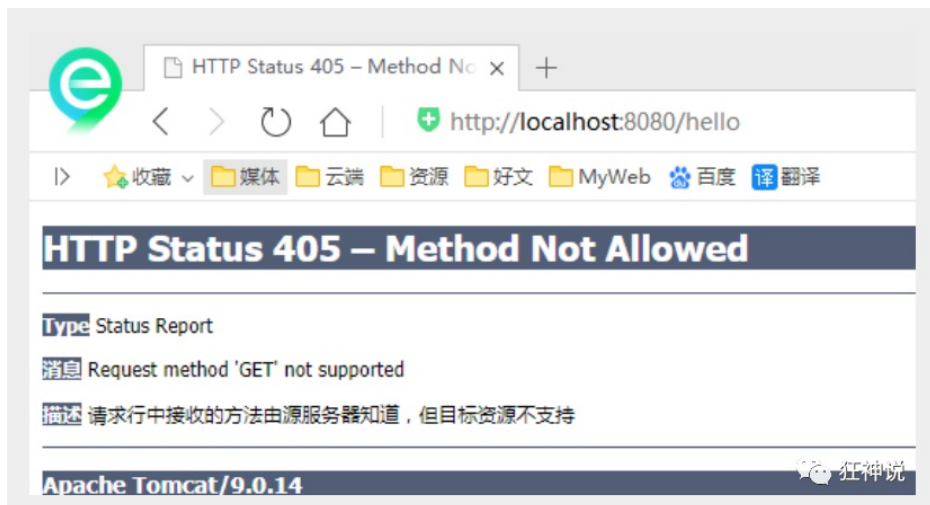 HTTP Status 405 – Method No
http://localhost:8080/hello
收藏 媒体 云端 资源 好文 MyWeb 百度 译 翻译
HTTP Status 405 – Method Not Allowed
Type Status Report
消息 Request method 'GET' not supported
描述 请求行中接收的方法由源服务器知道，但目标资源不支持
Apache Tomcat/9.0.14
狂神说